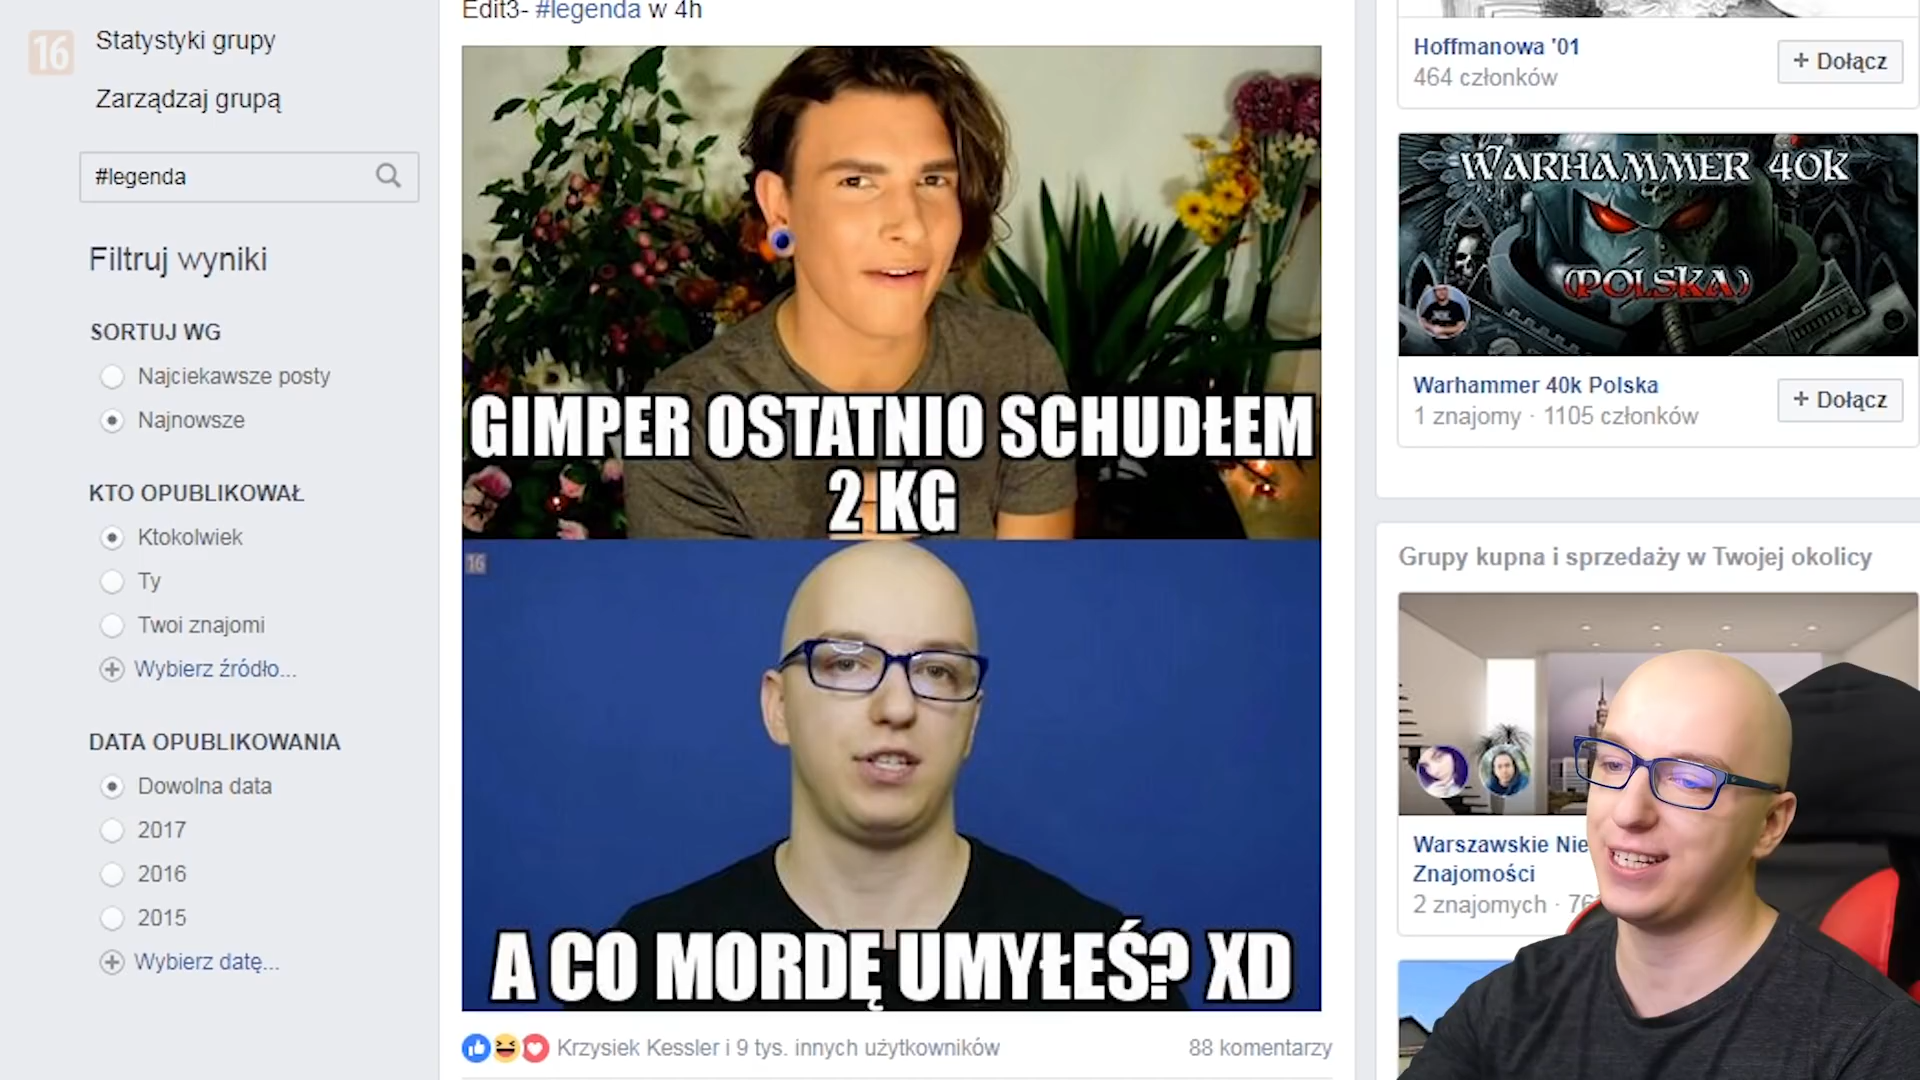 16
Statystyki grupy
Zarządzaj grupą
#legenda
Filtruj wyniki
SORTUJ WG
Najciekawsze posty
Najnowsze
KTO OPUBLIKOWAŁ
Ktokolwiek
Ty
Twoi znajomi
Wybierz źródło...
DATA OPUBLIKOWANIA
Dowolna data
2017
2016
2015
Wybierz datę...
Edit3- #legenda w 4h
GIMPER OSTATNIO SCHUDŁEM
2 KG
16
A CO MORDĘ UMYŁEŚ? XD
Krzysiek Kessler i 9 tys. innych użytkowników
88 komentarzy
Hoffmanowa '01
464 członków
+ Dołącz
WARHAMMER 40K
(POLSKA)
Warhammer 40k Polska
1 znajomy · 1105 członków
+ Dołącz
Grupy kupna i sprzedaży w Twojej okolicy
Warszawskie Nie
Znajomości
2 znajomych · 76